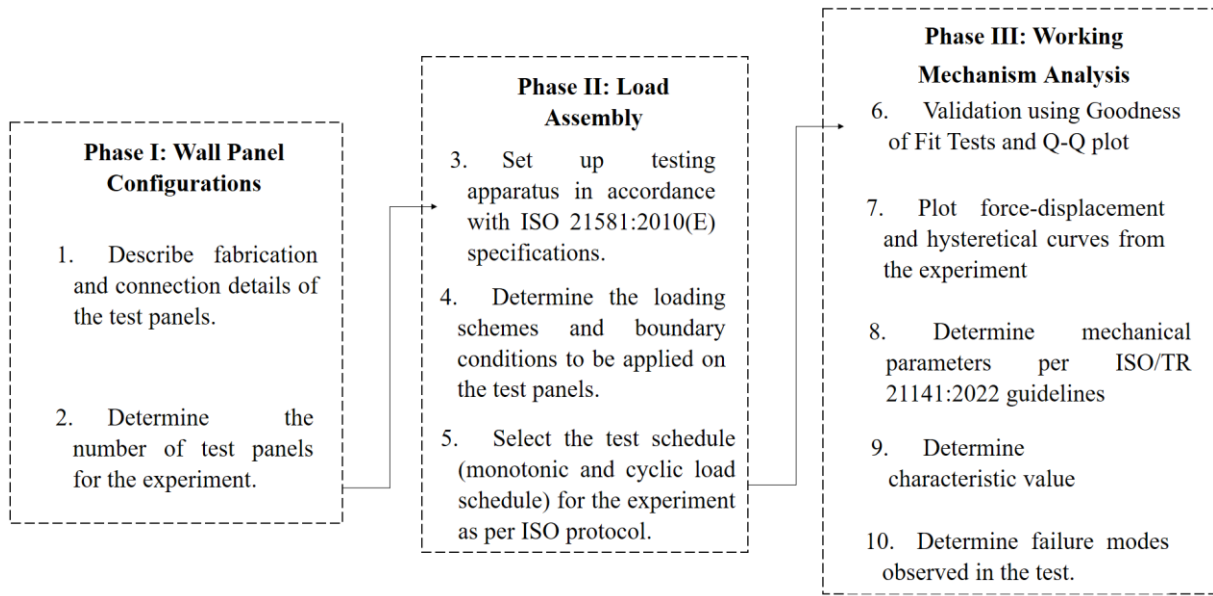 Phase I: Wall Panel
Configurations
1. Describe fabrication
and connection details of
the test panels.
2. Determine the
number of test panels
for the experiment.
Phase II: Load
Assembly
3. Set up testing
apparatus in accordance
with ISO 21581:2010(E)
specifications.
4. Determine the loading
schemes and boundary
conditions to be applied on
the test panels.
5. Select the test schedule
(monotonic and cyclic load
schedule) for the experiment
as per ISO protocol.
Phase III: Working
Mechanism Analysis
6. Validation using Goodness
of Fit Tests and Q-Q plot
7. Plot force-displacement
and hysteretical curves from
the experiment
8. Determine mechanical
parameters per ISO/TR
21141:2022 guidelines
9. Determine
characteristic value
10. Determine failure modes
observed in the test.